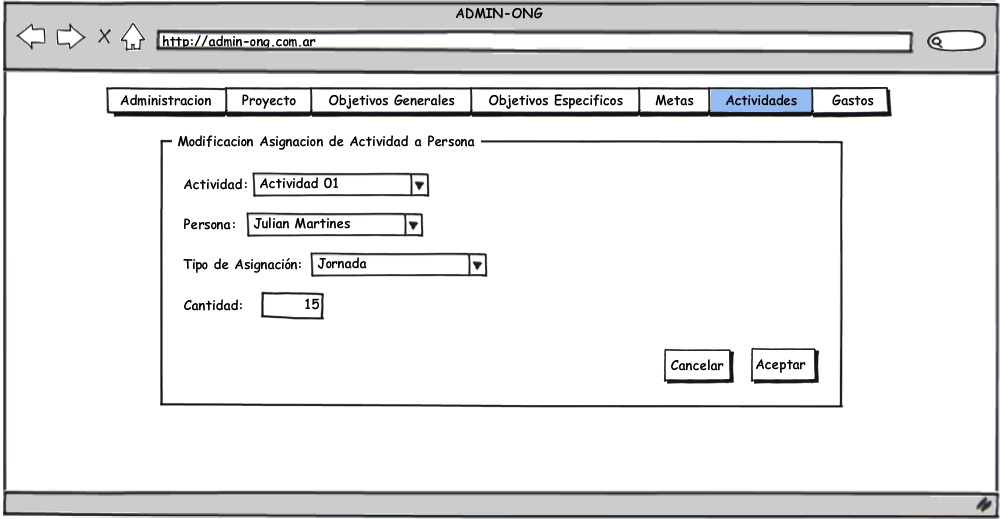 ADMIN-ONG
http://admin-ong.com.ar
Administracion Proyecto Objetivos Generales Objetivos Especificos Metas Actividades Gastos
Modificacion Asignacion de Actividad a Persona
Actividad: Actividad 01
Persona: Julian Martines
Tipo de Asignación: Jornada
Cantidad: 15
Cancelar Aceptar